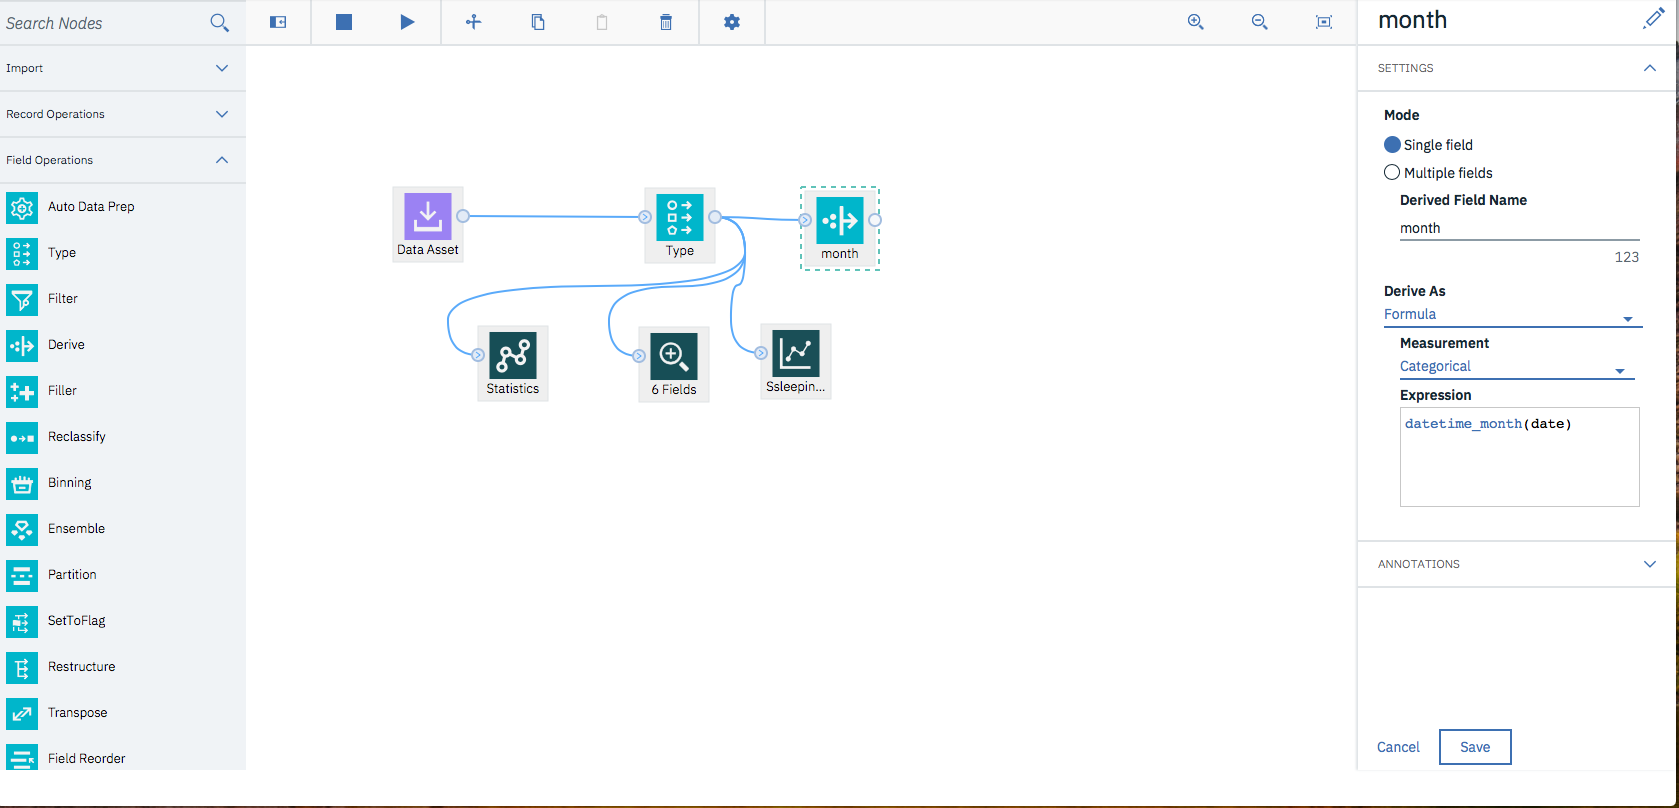 Search Nodes
Import
Record Operations
Field Operations
Auto Data Prep
Type
Filter
Derive
Filler
Reclassify
Binning
Ensemble
Partition
SetToFlag
Restructure
Transpose
Field Reorder
Data Asset
Type
month
Statistics
6 Fields
Ssleepin...
month
SETTINGS
Mode
Single field
Multiple fields
Derived Field Name
month
123
Derive As
Formula
Measurement
Categorical
Expression
datetime_month(date)
ANNOTATIONS
Cancel
Save